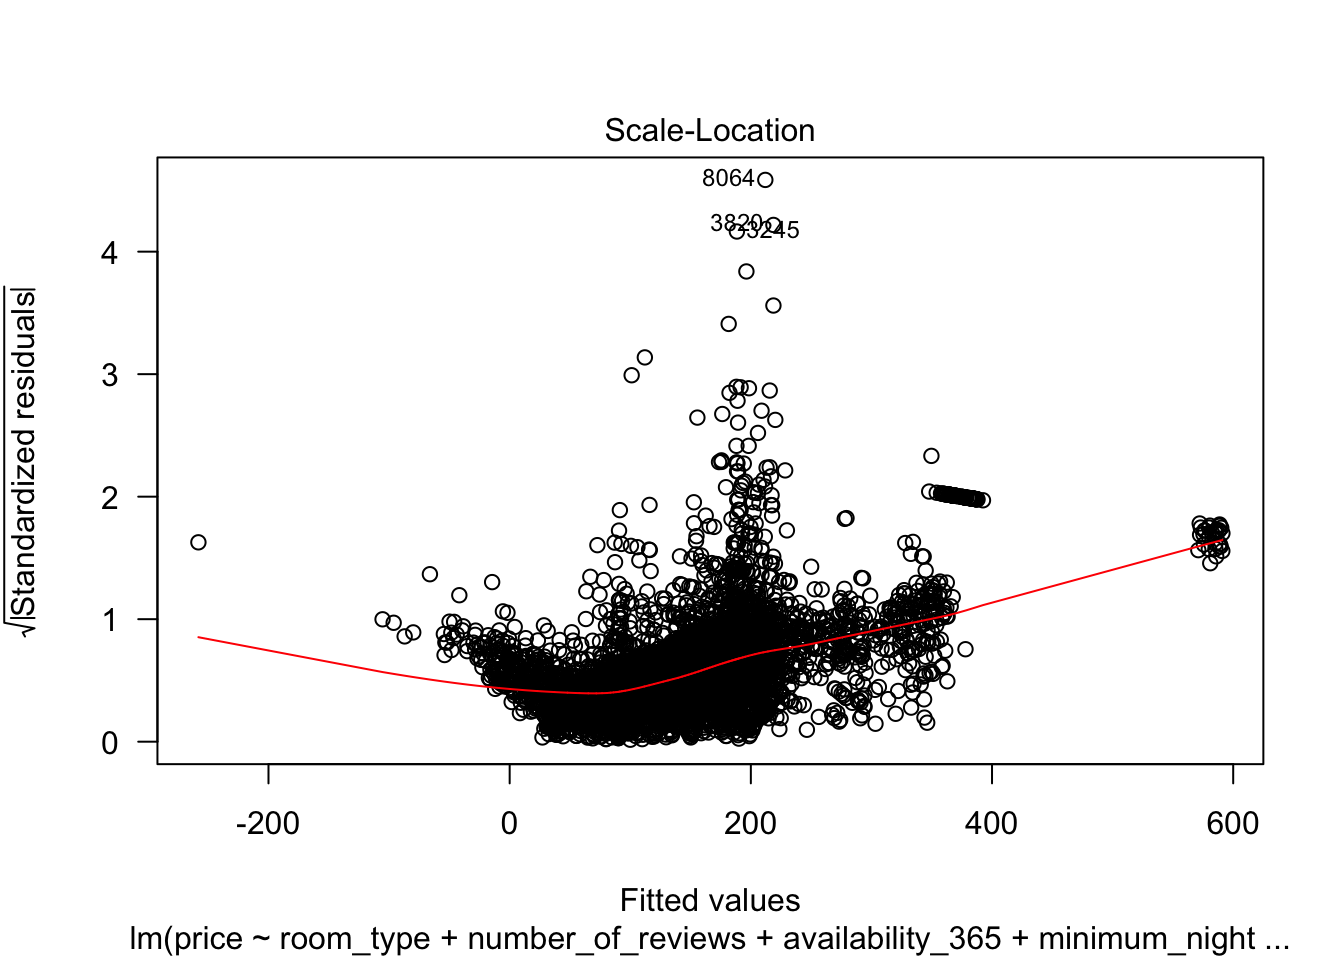 Scale-Location
8064
3820
3245
4
3
2
1
0
√|Standardized residuals|
-200 0 200 400 600
Fitted values
lm(price ~ room_type + number_of_reviews + availability_365 + minimum_night ...